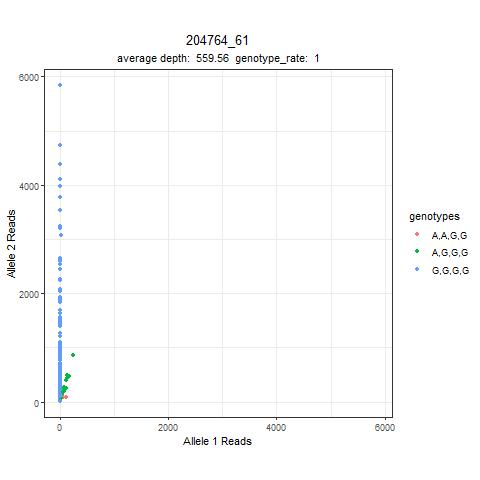 204764_61
average depth:  559.56  genotype_rate:  1
6000
4000
2000
0
Allele 2 Reads
0
2000
4000
6000
Allele 1 Reads
genotypes
A,A,G,G
A,G,G,G
G,G,G,G